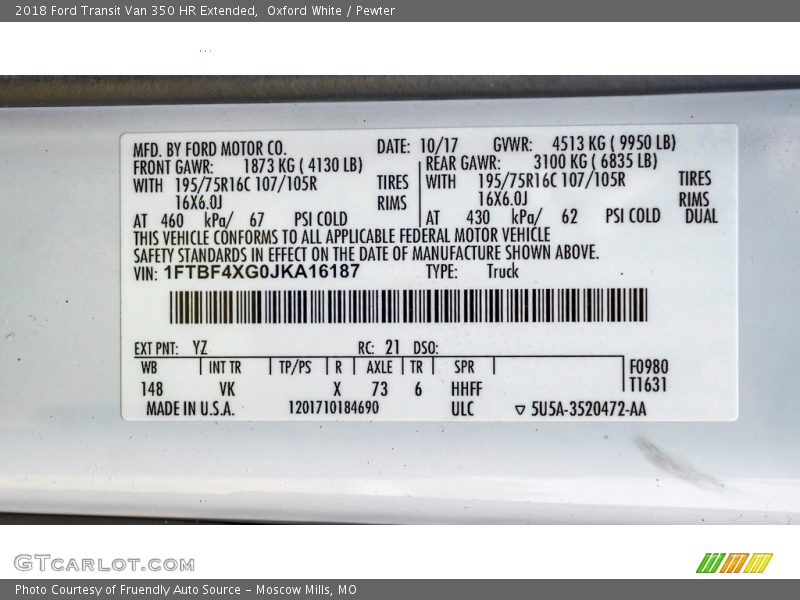 2018 Ford Transit Van 350 HR Extended, Oxford White / Pewter
MFD. BY FORD MOTOR CO. DATE: 10/17 GVWR: 4513 KG ( 9950 LB)
FRONT GAWR: 1873 KG ( 4130 LB) REAR GAWR: 3100 KG ( 6835 LB)
WITH 195/75R16C 107/105R TIRES WITH 195/75R16C 107/105R TIRES
16X6.0J RIMS 16X6.0J RIMS
AT 460 kPa/ 67 PSI COLD AT 430 kPa/ 62 PSI COLD DUAL
THIS VEHICLE CONFORMS TO ALL APPLICABLE FEDERAL MOTOR VEHICLE
SAFETY STANDARDS IN EFFECT ON THE DATE OF MANUFACTURE SHOWN ABOVE.
VIN: 1FTBF4XG0JKA16187 TYPE: Truck
EXT PNT: YZ RC: 21 DSO:
WB INT TR TP/PS R AXLE TR SPR F0980
148 VK X 73 6 HHFF T1631
MADE IN U.S.A. 1201710184690 ULC ▽ 5U5A-3520472-AA
GTCARLOT.COM
Photo Courtesy of Fruendly Auto Source - Moscow Mills, MO